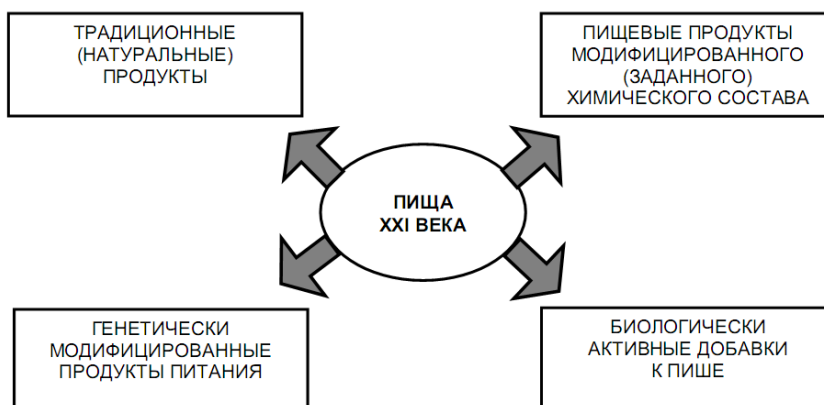 ТРАДИЦИОННЫЕ
(НАТУРАЛЬНЫЕ)
ПРОДУКТЫ
ПИЩЕВЫЕ ПРОДУКТЫ
МОДИФИЦИРОВАННОГО
(ЗАДАННОГО)
ХИМИЧЕСКОГО СОСТАВА
ПИЩА
XXI ВЕКА
ГЕНЕТИЧЕСКИ
МОДИФИЦИРОВАННЫЕ
ПРОДУКТЫ ПИТАНИЯ
БИОЛОГИЧЕСКИ
АКТИВНЫЕ ДОБАВКИ
К ПИШЕ